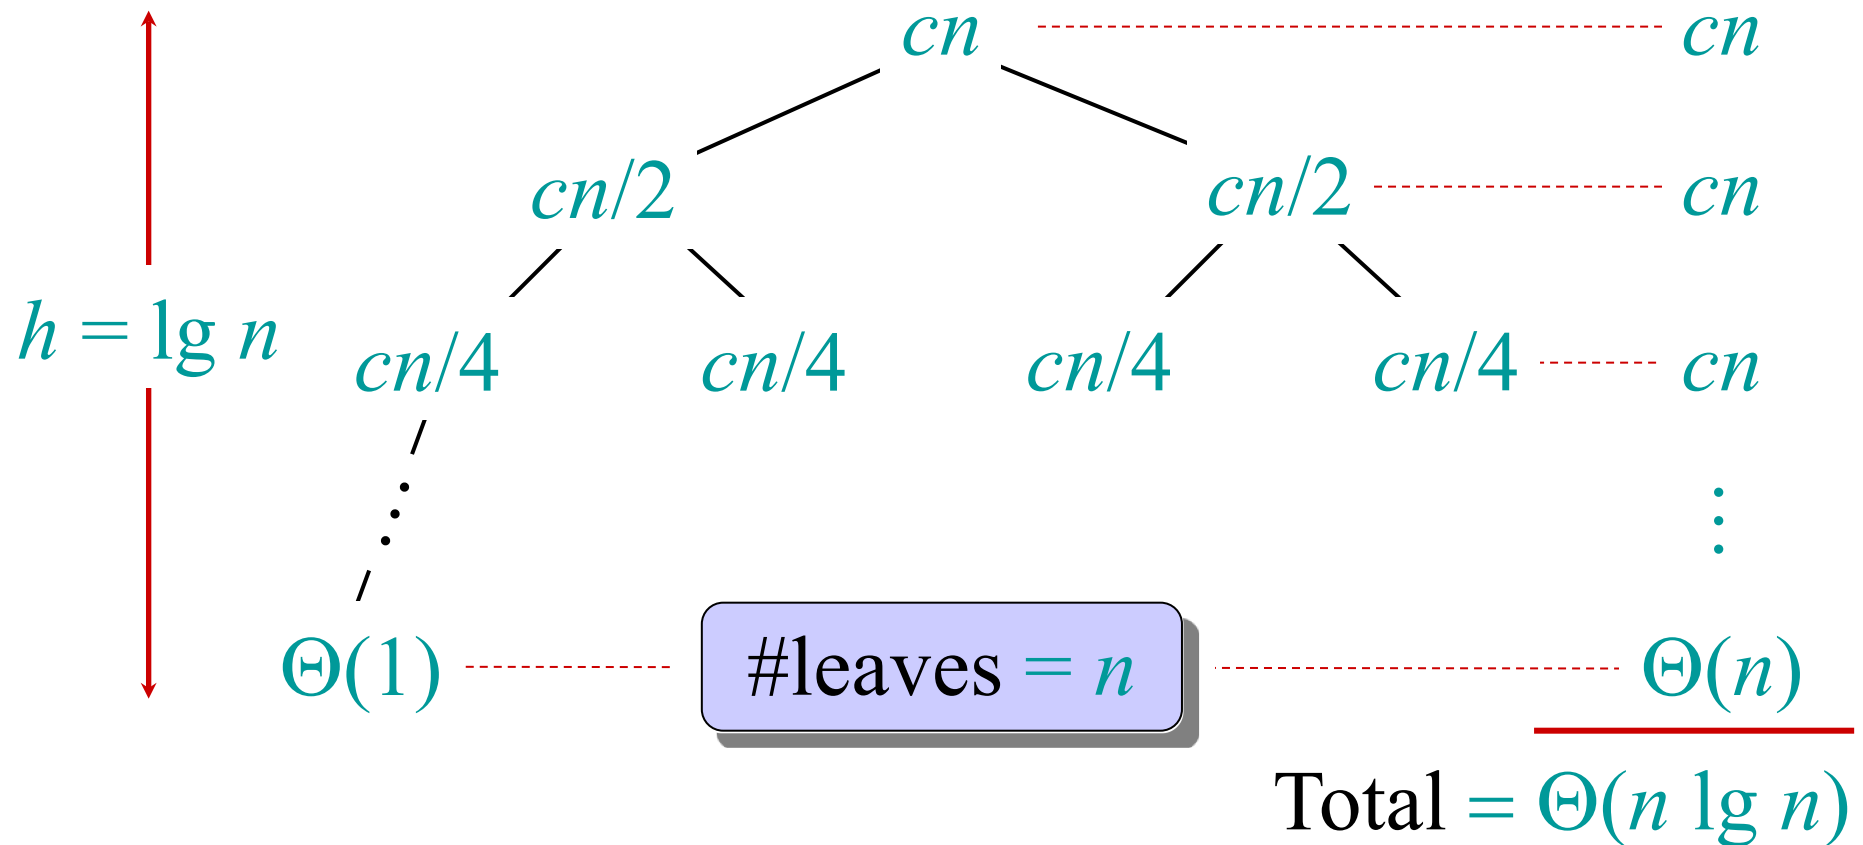 cn cn
cn/2 cn/2 cn
h = lg n
cn/4 cn/4 cn/4 cn/4 cn
Θ(1) #leaves = n Θ(n)
Total = Θ(n lg n)